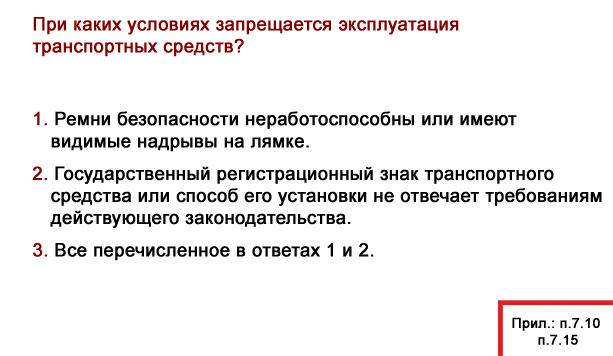 При каких условиях запрещается эксплуатация
транспортных средств?
1. Ремни безопасности неработоспособны или имеют
видимые надрывы на лямке.
2. Государственный регистрационный знак транспортного
средства или способ его установки не отвечает требованиям
действующего законодательства.
3. Все перечисленное в ответах 1 и 2.
Прил.: п.7.10
п.7.15